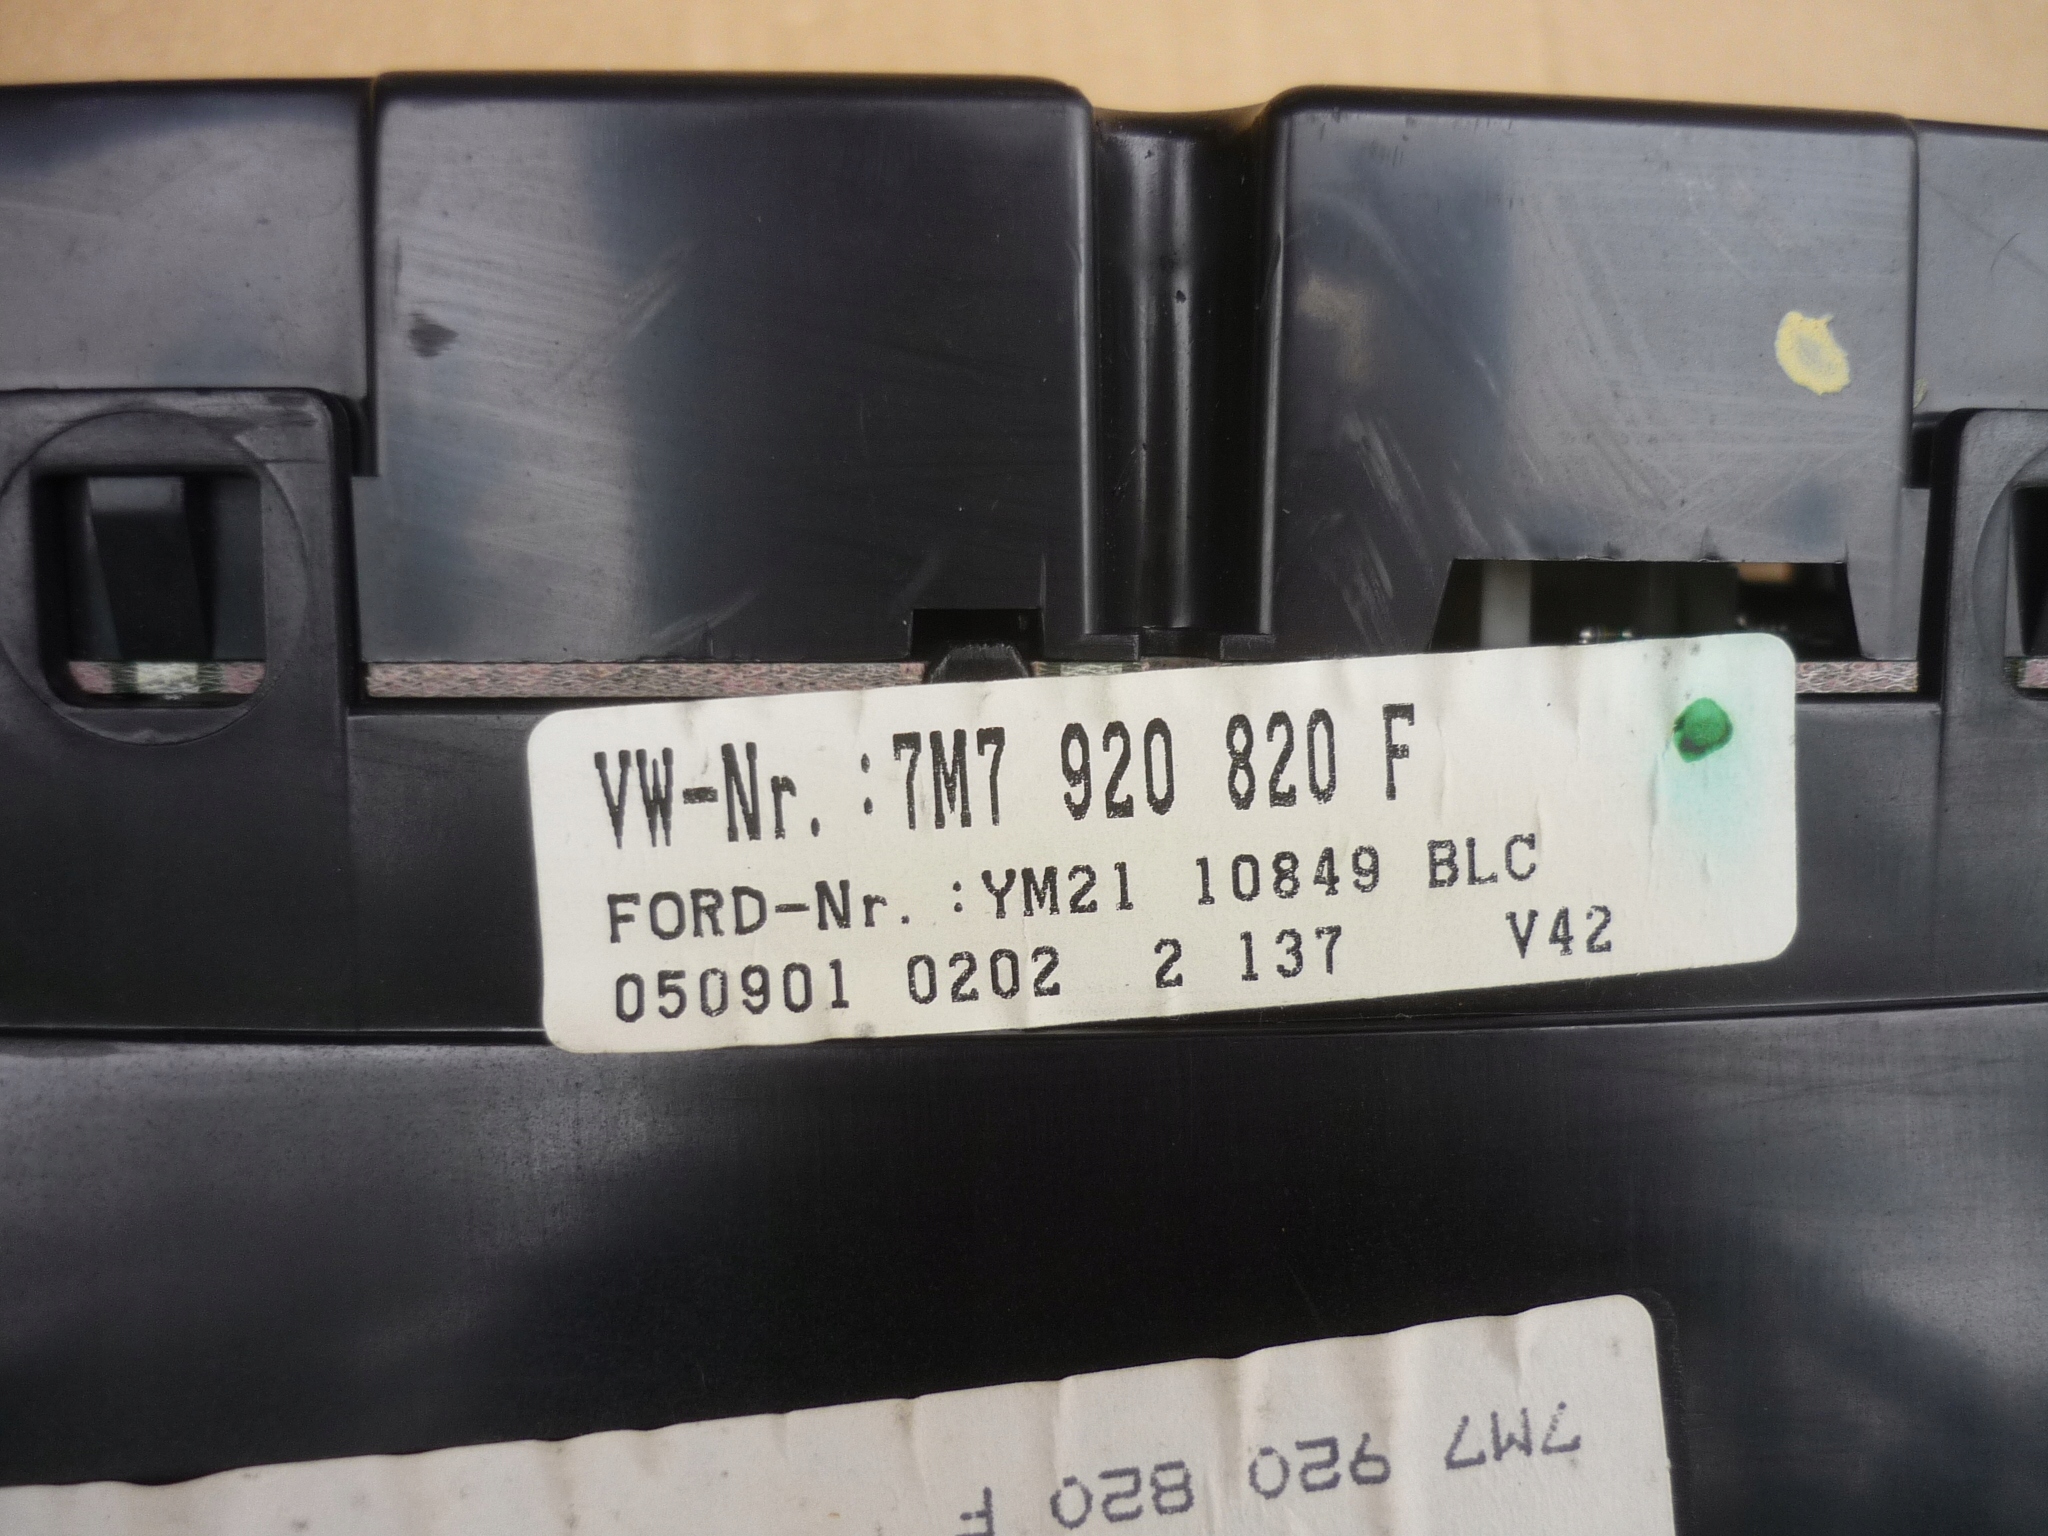 VW-Nr. :7M7 920 820 F
FORD-Nr. :YM21 10849 BLC
050901 0202 2 137 V42
7M7 920 820 F